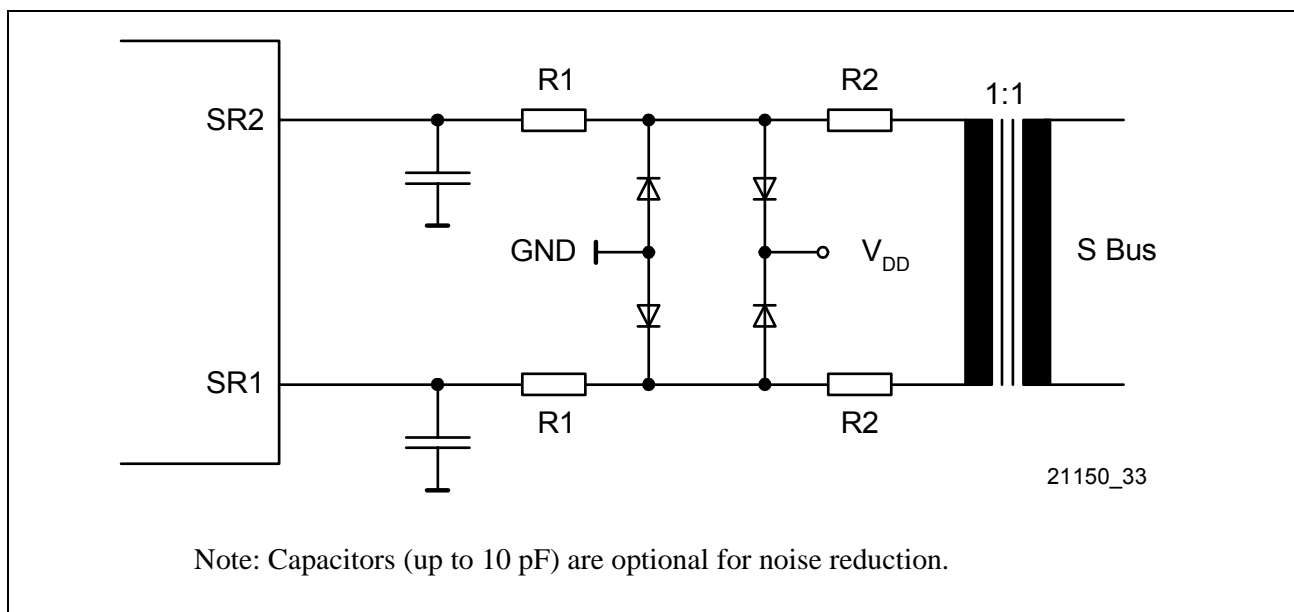 R1
R2
1:1
SR2
GND
V_DD
S Bus
SR1
R1
R2
21150_33
Note: Capacitors (up to 10 pF) are optional for noise reduction.